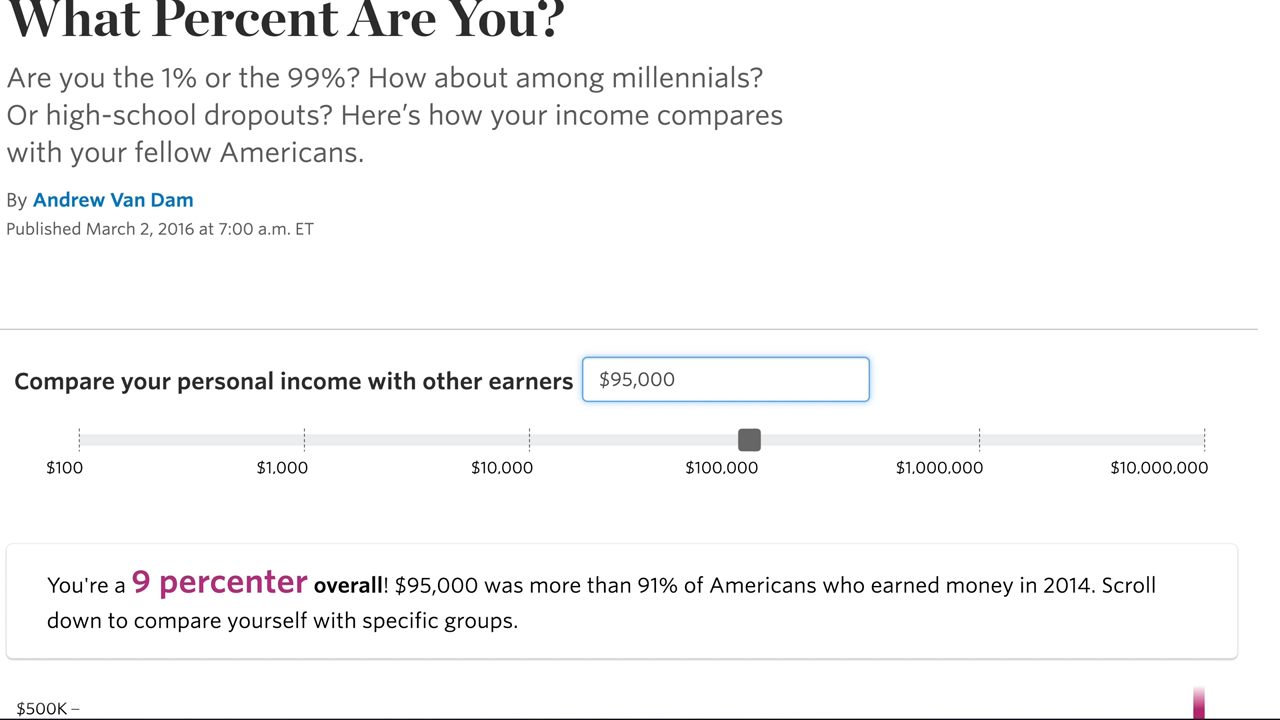 What Percent Are You?
Are you the 1% or the 99%? How about among millennials?
Or high-school dropouts? Here’s how your income compares
with your fellow Americans.
By Andrew Van Dam
Published March 2, 2016 at 7:00 a.m. ET
Compare your personal income with other earners $95,000
$100 $1,000 $10,000 $100,000 $1,000,000 $10,000,000
You're a 9 percenter overall! $95,000 was more than 91% of Americans who earned money in 2014. Scroll
down to compare yourself with specific groups.
$500K –